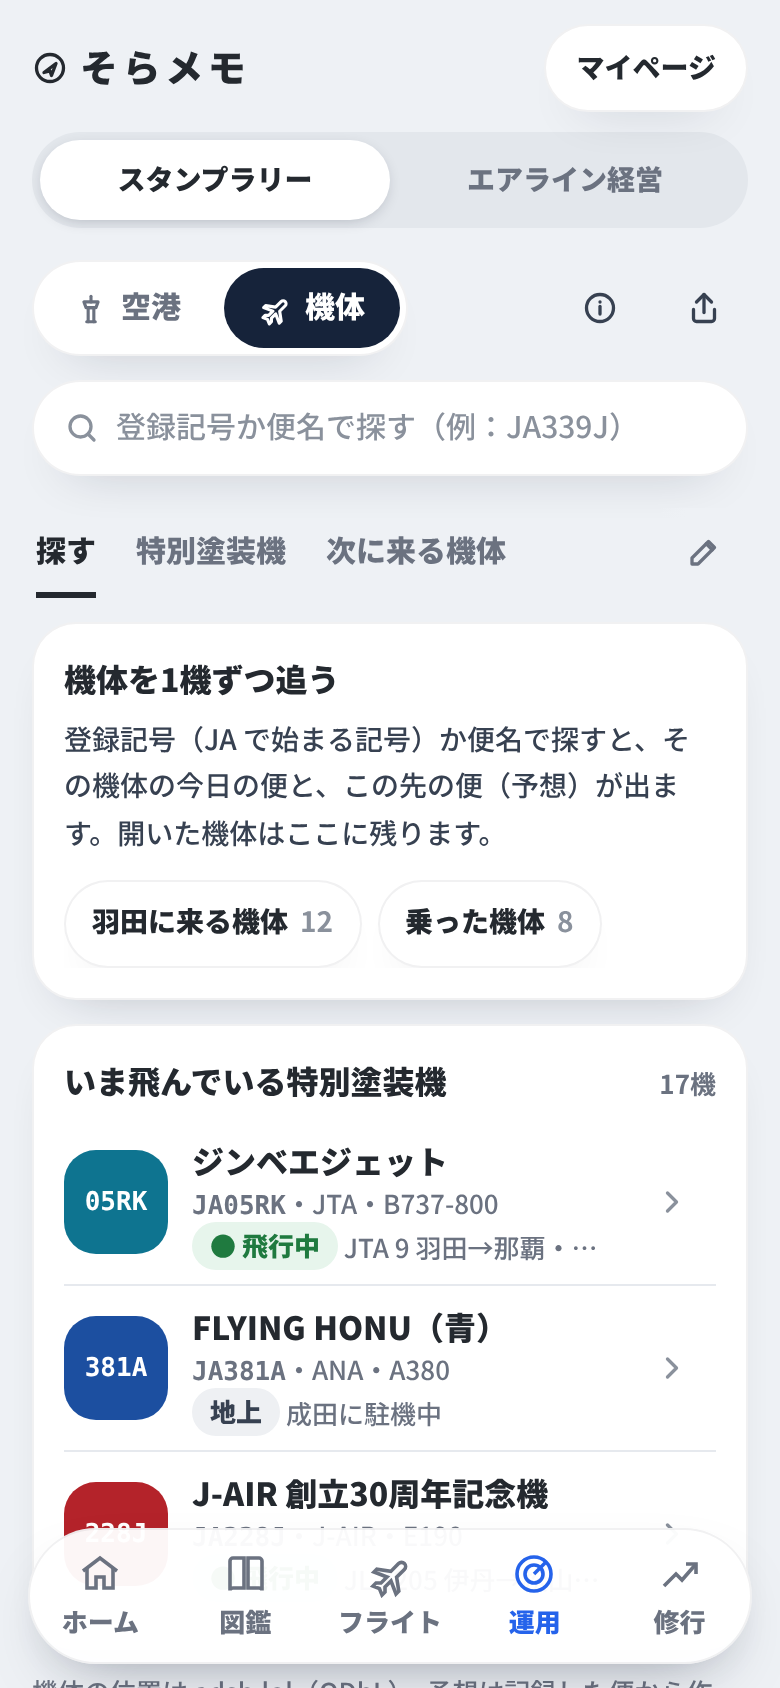 そらメモ
マイページ
スタンプラリー
エアライン経営
空港
機体
登録記号か便名で探す（例：JA339J）
探す
特別塗装機
次に来る機体
機体を1機ずつ追う
登録記号（JA で始まる記号）か便名で探すと、そ
の機体の今日の便と、この先の便（予想）が出ま
す。開いた機体はここに残ります。
羽田に来る機体 12
乗った機体 8
いま飛んでいる特別塗装機
17機
05RK
ジンベエジェット
JA05RK・JTA・B737-800
飛行中 JTA 9 羽田→那覇・…
381A
FLYING HONU（青）
JA381A・ANA・A380
地上 成田に駐機中
228J
J-AIR 創立30周年記念機
JA228J・J-AIR・E190
ホーム
図鑑
フライト
運用
修行